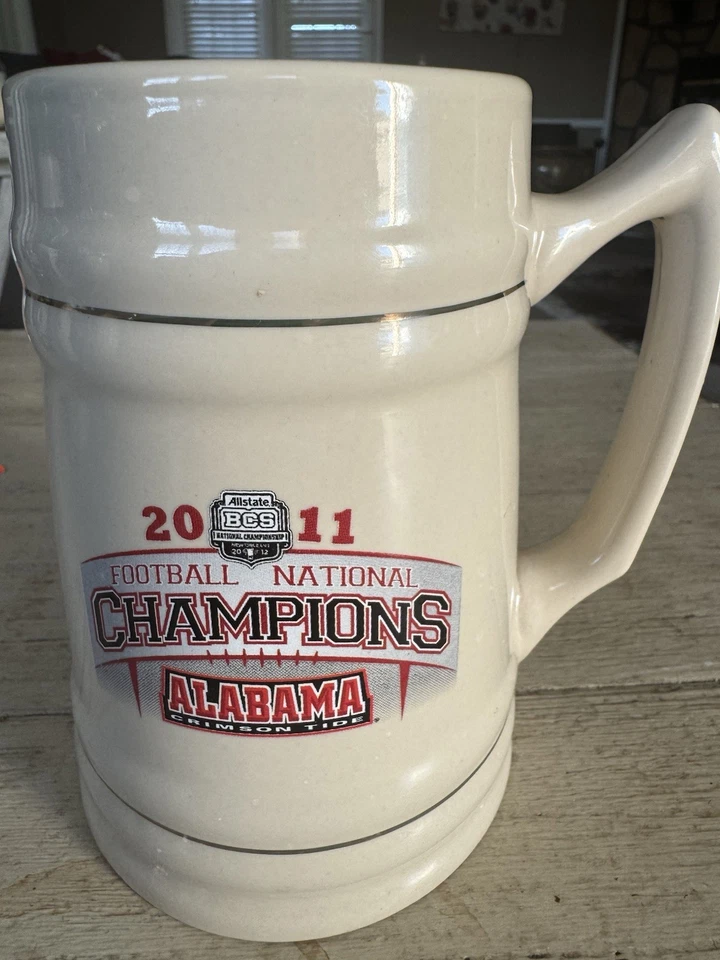 20 11
Allstate
BCS
NATIONAL CHAMPIONSHIP
NEW ORLEANS
20 12
FOOTBALL NATIONAL
CHAMPIONS
ALABAMA
CRIMSON TIDE